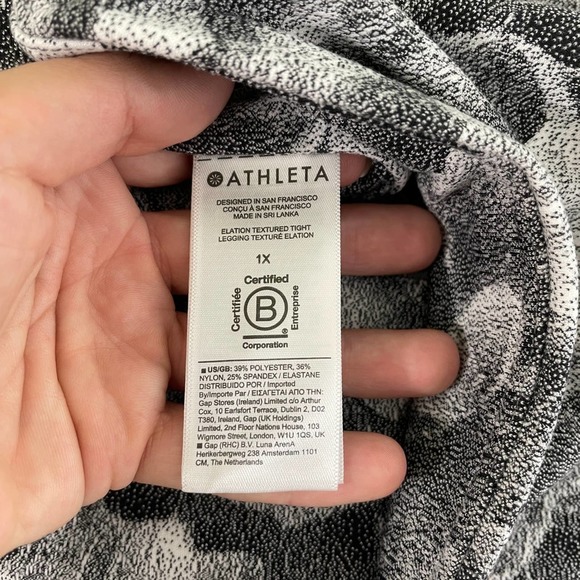 ATHLETA
DESIGNED IN SAN FRANCISCO
CONÇU À SAN FRANCISCO
MADE IN SRI LANKA
ELATION TEXTURED TIGHT
LEGGING TEXTURÉ ELATION
1X
Certified
Certifiée
B
Entreprise
®
Corporation
■ US/GB: 39% POLYESTER, 36%
NYLON, 25% SPANDEX / ELASTANE
DISTRIBUIDO POR / Imported
By/Importe Par / ΕΙΣΑΓΕΤΑΙ ΑΠΟ ΤΗΝ:
Gap Stores (Ireland) Limited c/o Arthur
Cox, 10 Earlsfort Terrace, Dublin 2, D02
T380, Ireland, Gap (UK Holdings)
Limited, 2nd Floor Nations House, 103
Wigmore Street, London, W1U 1QS, UK
■ Gap (RHC) B.V. Luna ArenA
Herikerbergweg 238 Amsterdam 1101
CM, The Netherlands